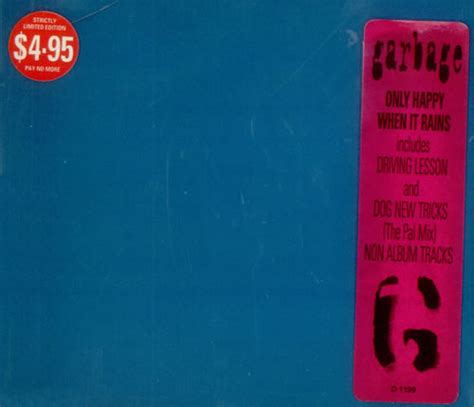 STRICTLY
LIMITED EDITION
$4·95
PAY NO MORE
garbage
ONLY HAPPY
WHEN IT RAINS
includes
DRIVING LESSON
and
DOG NEW TRICKS
(The Pal Mix)
NON ALBUM TRACKS
G
D 1199